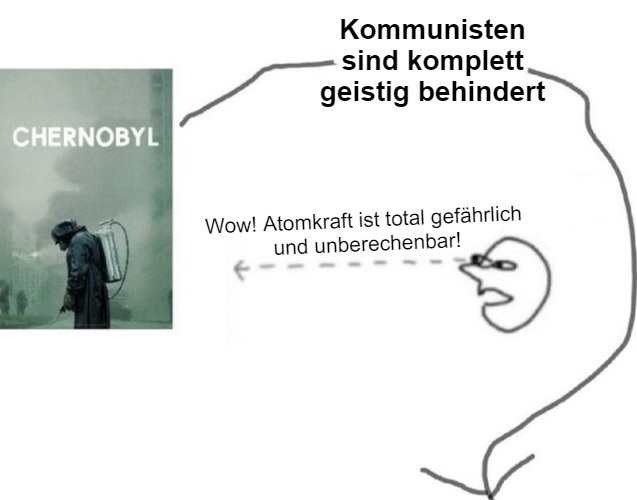 Kommunisten
sind komplett
geistig behindert
CHERNOBYL
Wow! Atomkraft ist total gefährlich
und unberechenbar!